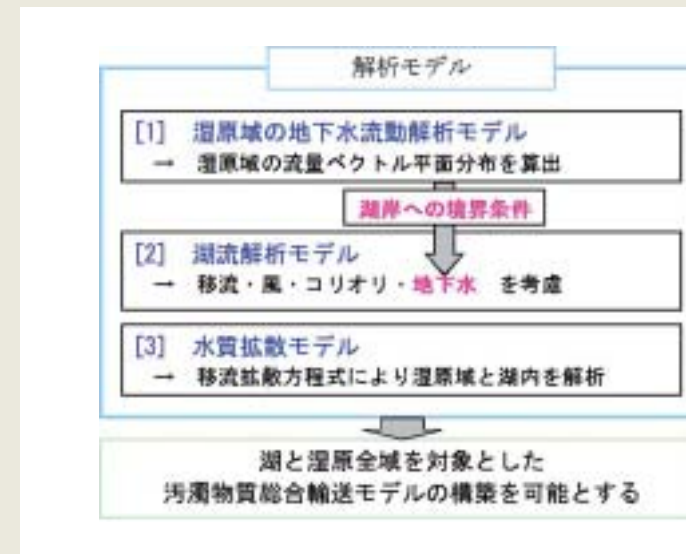 解析モデル
[1] 湿原域の地下水流動解析モデル
→ 湿原域の流量ベクトル平面分布を算出
湖岸への境界条件
[2] 湖流解析モデル
→ 移流・風・コリオリ・地下水 を考慮
[3] 水質拡散モデル
→ 移流拡散方程式により湿原域と湖内を解析
湖と湿原全域を対象とした
汚濁物質総合輸送モデルの構築を可能とする